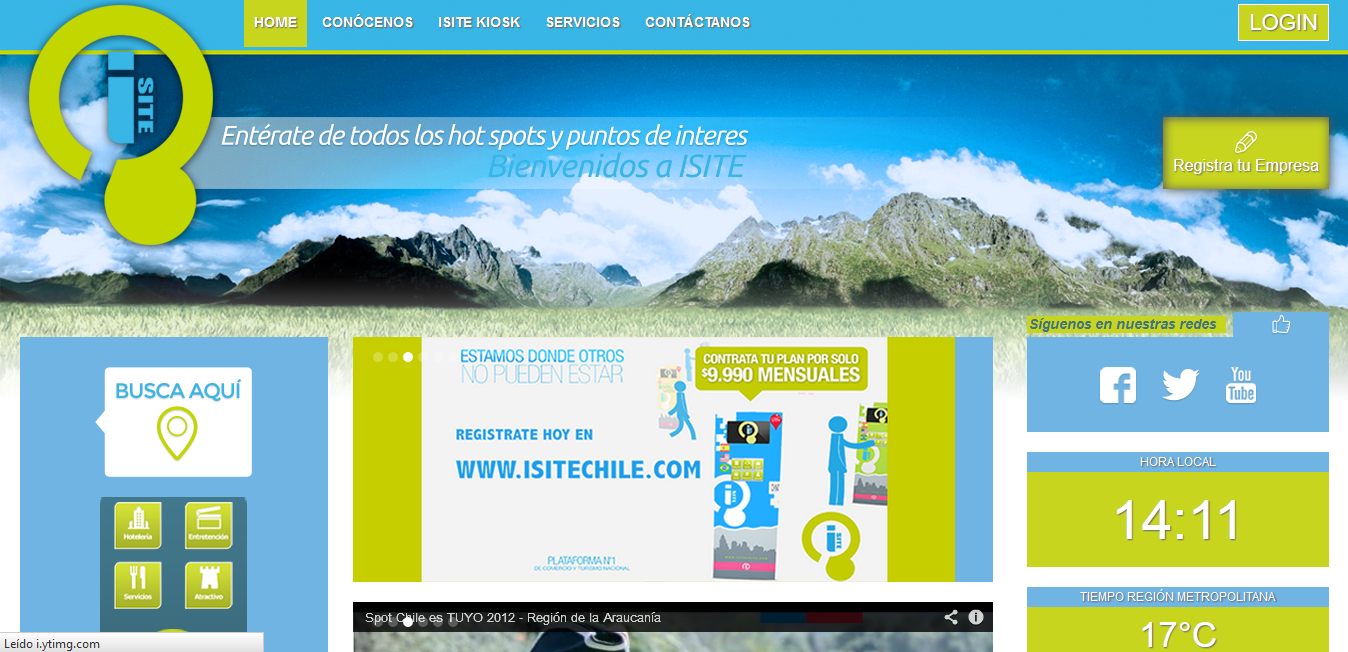 HOME CONÓCENOS ISITE KIOSK SERVICIOS CONTÁCTANOS
LOGIN
i
SITE
Entérate de todos los hot spots y puntos de interes
Bienvenidos a ISITE
Registra tu Empresa
Síguenos en nuestras redes
BUSCA AQUÍ
Hotelería
Entretención
Servicios
Atractivo
ESTAMOS DONDE OTROS
NO PUEDEN ESTAR
CONTRATA TU PLAN POR SOLO
$9.990 MENSUALES
REGISTRATE HOY EN
WWW.ISITECHILE.COM
i
SITE
i
SITE
PLATAFORMA Nº1
DE COMERCIO Y TURISMO NACIONAL
You
Tube
HORA LOCAL
14:11
TIEMPO REGIÓN METROPOLITANA
17°C
Spot Chile es TUYO 2012 - Región de la Araucanía
Leído i.ytimg.com